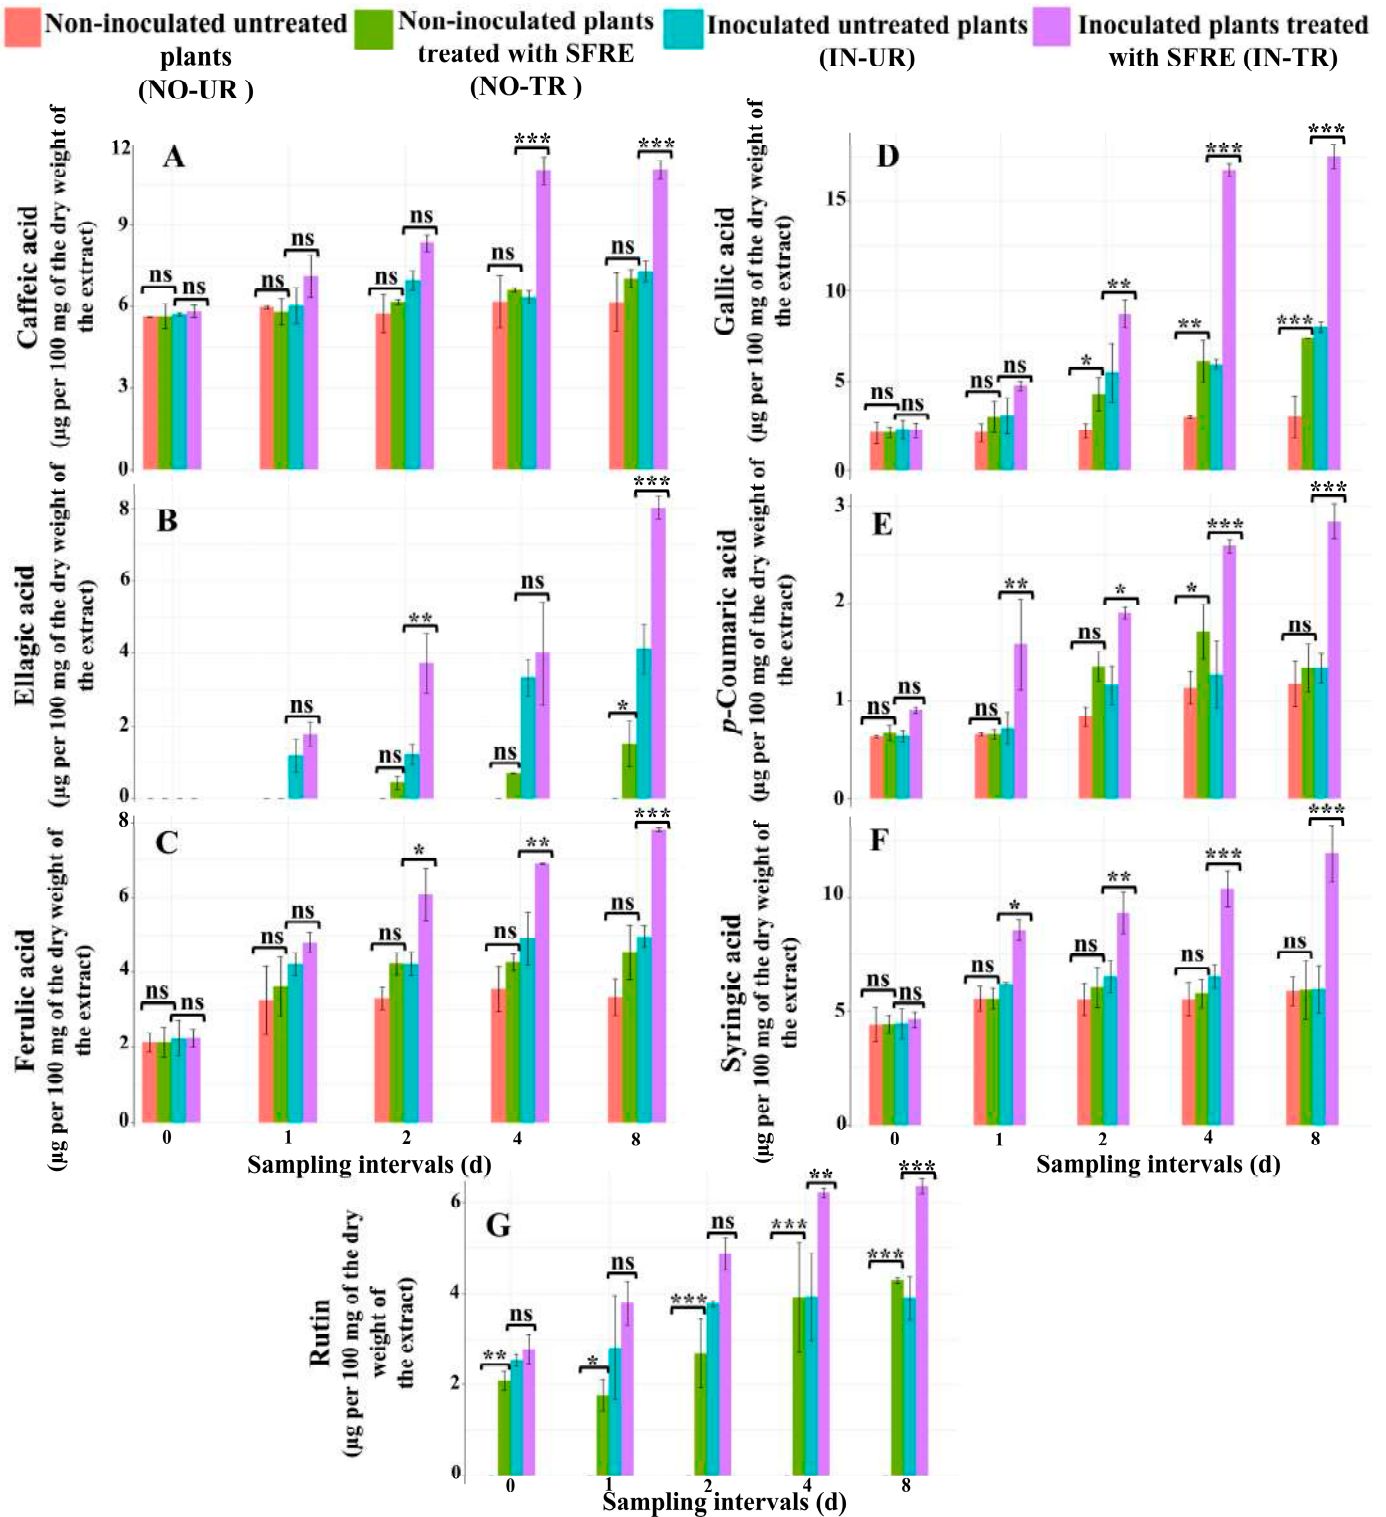 Non-inoculated untreated
plants
(NO-UR )
Non-inoculated plants
treated with SFRE
(NO-TR )
Inoculated untreated plants
(IN-UR)
Inoculated plants treated
with SFRE (IN-TR)
A
Caffeic acid
(µg per 100 mg of the dry weight of
the extract)
12
9
6
3
0
ns
ns
ns
ns
ns
ns
ns
***
ns
***
D
Gallic acid
(µg per 100 mg of the dry weight of
the extract)
15
10
5
0
ns
ns
ns
ns
*
**
**
***
***
***
B
Ellagic acid
(µg per 100 mg of the dry weight of
the extract)
8
6
4
2
0
ns
ns
**
ns
ns
*
***
E
p-Coumaric acid
(µg per 100 mg of the dry weight of
the extract)
3
2
1
0
ns
ns
ns
**
ns
*
*
***
ns
***
C
Ferulic acid
(µg per 100 mg of the dry weight of
the extract)
8
6
4
2
0
ns
ns
ns
ns
ns
*
ns
**
ns
***
0 1 2 4 8
Sampling intervals (d)
F
Syringic acid
(µg per 100 mg of the dry weight of
the extract)
10
5
0
ns
ns
ns
*
ns
**
ns
***
ns
***
0 1 2 4 8
Sampling intervals (d)
G
Rutin
(µg per 100 mg of the dry
weight of
the extract)
6
4
2
0
**
ns
*
ns
***
ns
***
**
***
***
0 1 2 4 8
Sampling intervals (d)